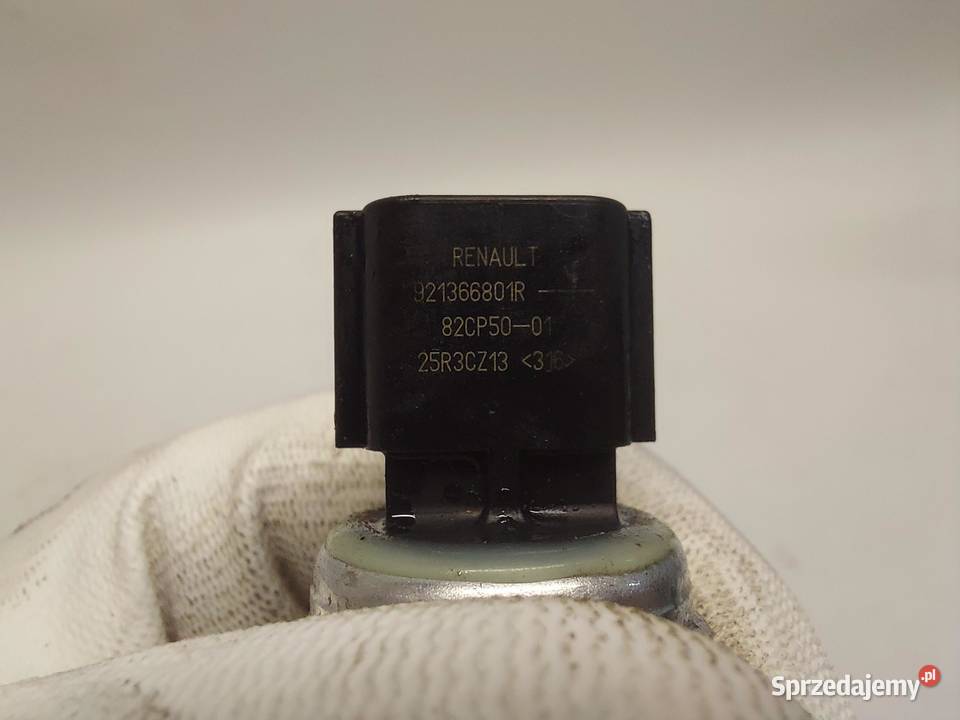 RENAULT
921366801R
82CP50-01
25R3CZ13 <316>
Sprzedajemy.pl